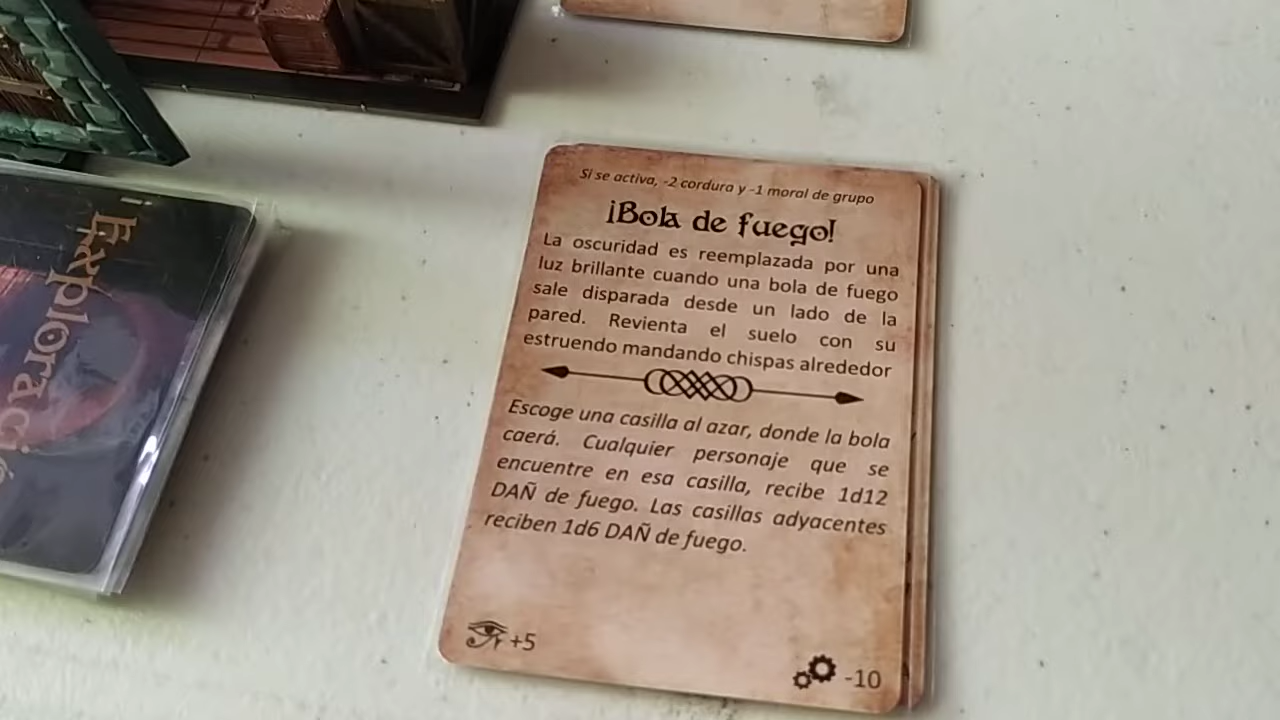 Si se activa, -2 cordura y -1 moral de grupo
¡Bola de fuego!
La oscuridad es reemplazada por una
luz brillante cuando una bola de fuego
sale disparada desde un lado de la
pared. Revienta el suelo con su
estruendo mandando chispas alrededor
Escoge una casilla al azar, donde la bola
caerá. Cualquier personaje que se
encuentre en esa casilla, recibe 1d12
DAÑ de fuego. Las casillas adyacentes
reciben 1d6 DAÑ de fuego.
+5
-10